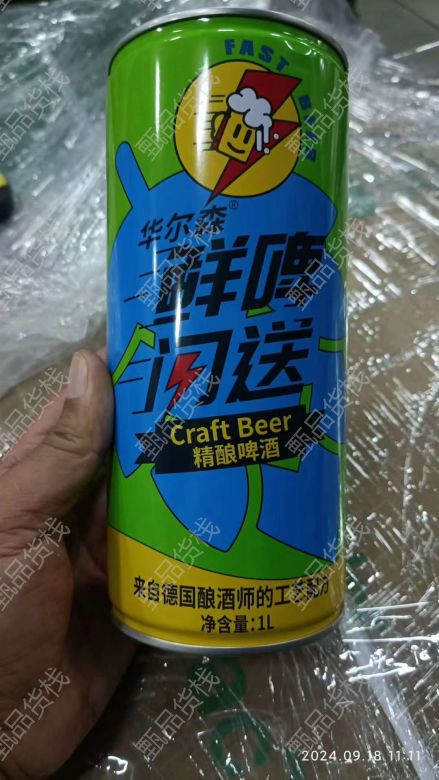 FAST BEER
华尔森®
鲜啤
闪送
Craft Beer
精酿啤酒
来自德国酿酒师的工艺配方
净含量:1L
甄品货栈
2024.09.18 11:11